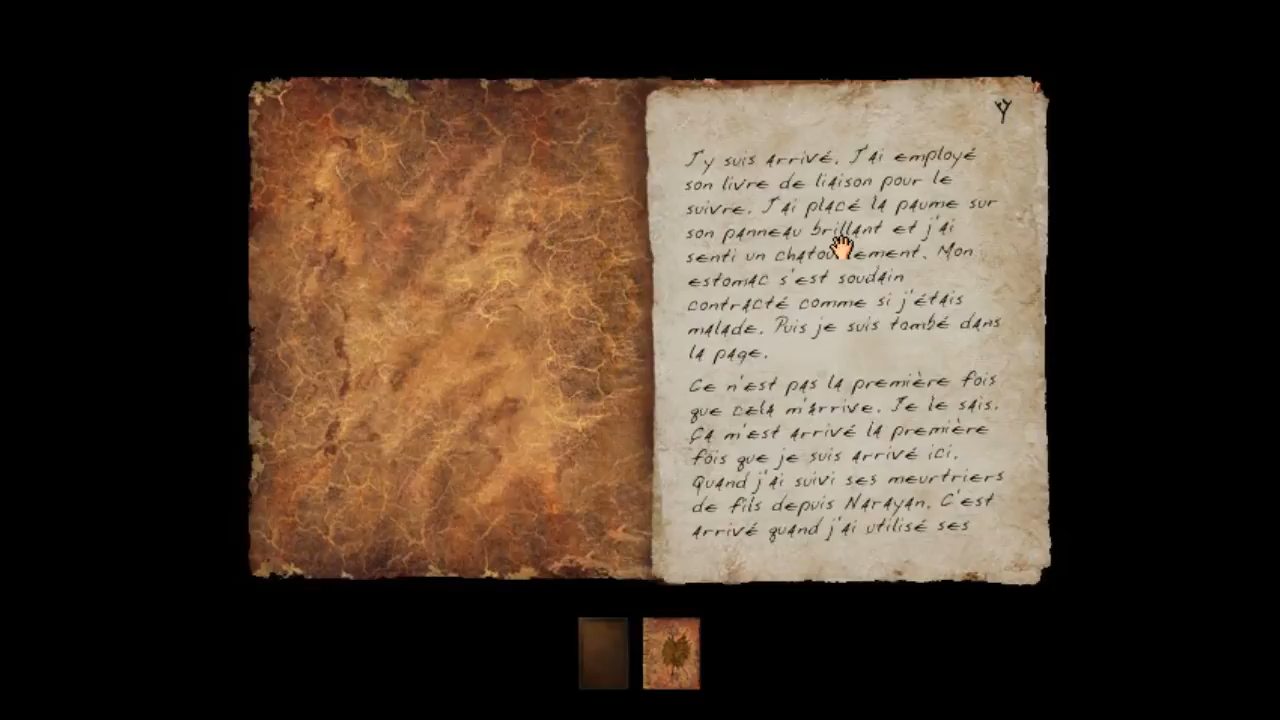 J'y suis arrivé. J'ai employé
son livre de liaison pour le
suivre. J'ai placé la paume sur
son panneau brillant et j'ai
senti un chatouillement. Mon
estomac s'est soudain
contracté comme si j'étais
malade. Puis je suis tombé dans
la page.
Ce n'est pas la première fois
que cela m'arrive. Je le sais.
Ça m'est arrivé la première
fois que je suis arrivé ici.
Quand j'ai suivi ses meurtriers
de fils depuis Narayan. C'est
arrivé quand j'ai utilisé ses